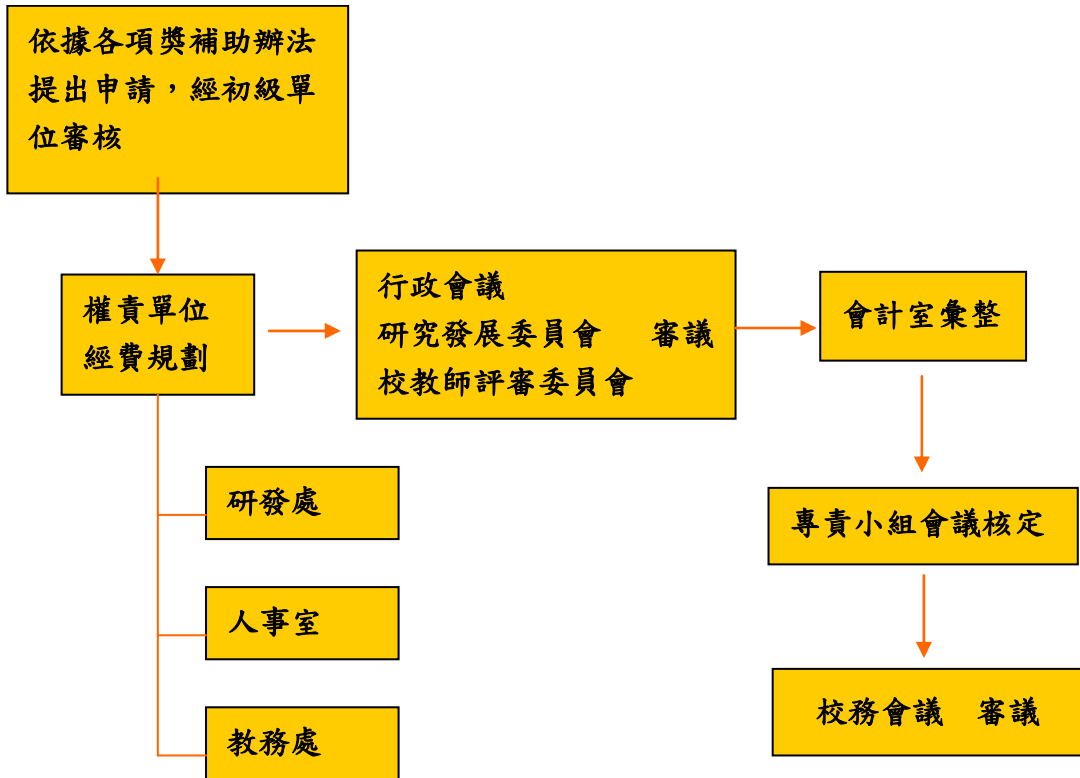 依據各項獎補助辦法
提出申請，經初級單
位審核
權責單位
經費規劃
行政會議
研究發展委員會　審議
校教師評審委員會
會計室彙整
研發處
人事室
教務處
專責小組會議核定
校務會議　審議